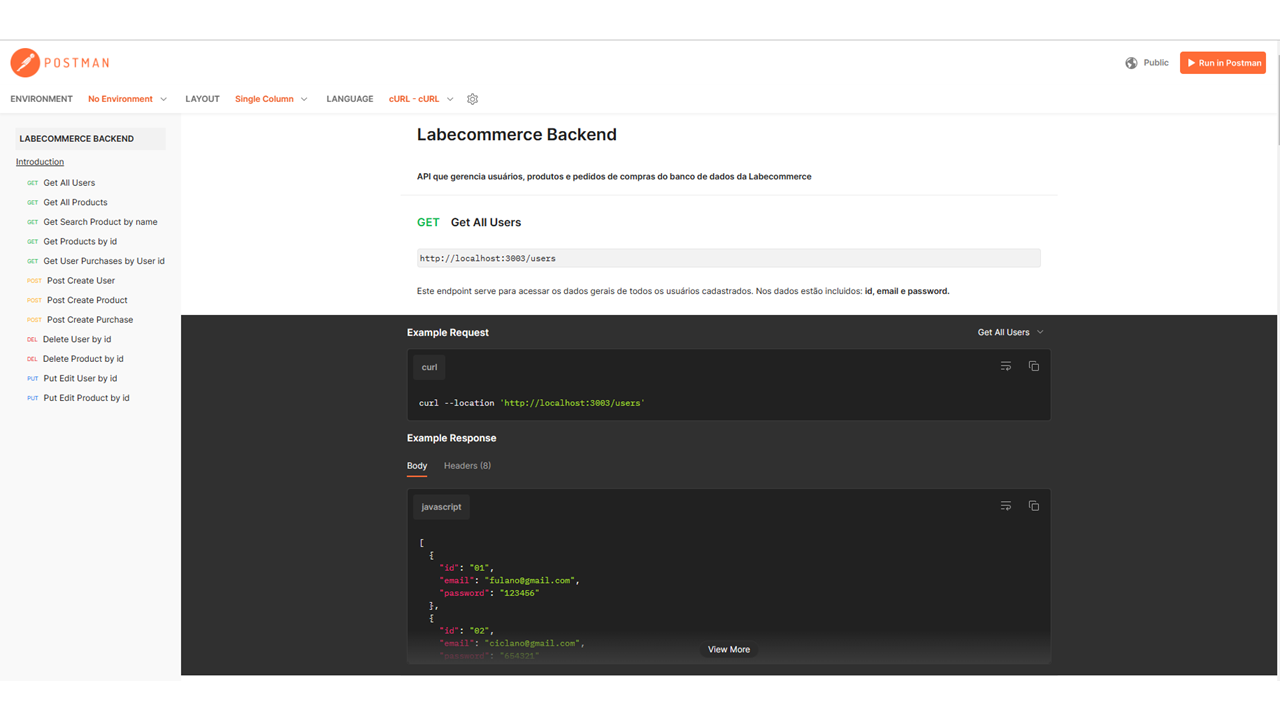 POSTMAN
Public
Run in Postman
ENVIRONMENT No Environment LAYOUT Single Column LANGUAGE cURL - cURL
LABECOMMERCE BACKEND
Introduction
GET Get All Users
GET Get All Products
GET Get Search Product by name
GET Get Products by id
GET Get User Purchases by User id
POST Post Create User
POST Post Create Product
POST Post Create Purchase
DEL Delete User by id
DEL Delete Product by id
PUT Put Edit User by id
PUT Put Edit Product by id
Labecommerce Backend
API que gerencia usuários, produtos e pedidos de compras do banco de dados da Labecommerce
GET Get All Users
http://localhost:3003/users
Este endpoint serve para acessar os dados gerais de todos os usuários cadastrados. Nos dados estão incluidos: id, email e password.
Example Request
Get All Users
curl
curl --location 'http://localhost:3003/users'
Example Response
Body Headers (8)
javascript
[
{
"id": "01",
"email": "fulano@gmail.com",
"password": "123456"
},
{
"id": "02",
"email": "ciclano@gmail.com",
"password": "654321"
View More